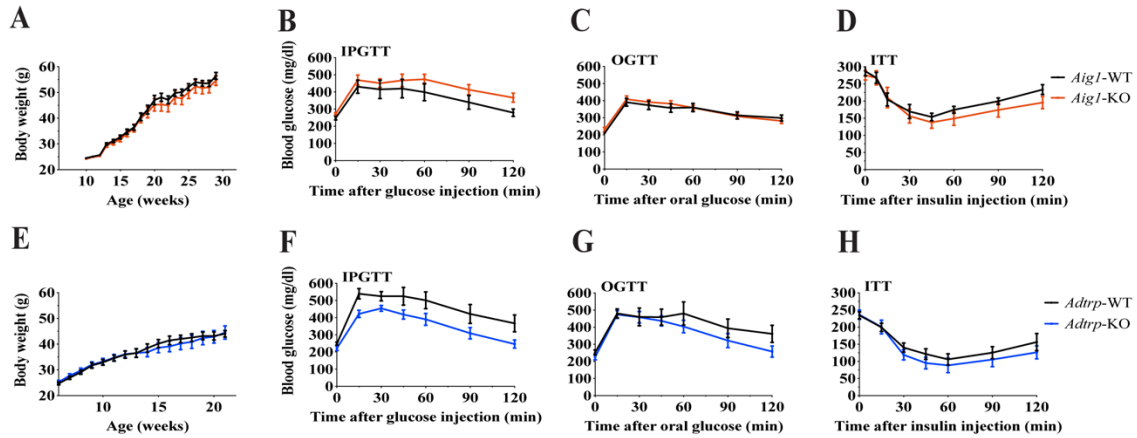 A
B
C
D
IPGTT
OGTT
ITT
Body weight (g)
60
50
40
30
20
10 15 20 25 30
Age (weeks)
Blood glucose (mg/dl)
600
500
400
300
200
100
0
0 30 60 90 120
Time after glucose injection (min)
600
500
400
300
200
100
0
0 30 60 90 120
Time after oral glucose (min)
300
250
200
150
100
50
0
0 30 60 90 120
Time after insulin injection (min)
Aig1-WT
Aig1-KO
E
F
G
H
IPGTT
OGTT
ITT
Body weight (g)
60
50
40
30
20
10 15 20
Age (weeks)
Blood glucose (mg/dl)
600
500
400
300
200
100
0
0 30 60 90 120
Time after glucose injection (min)
600
500
400
300
200
100
0
0 30 60 90 120
Time after oral glucose (min)
300
250
200
150
100
50
0
0 30 60 90 120
Time after insulin injection (min)
Adtrp-WT
Adtrp-KO